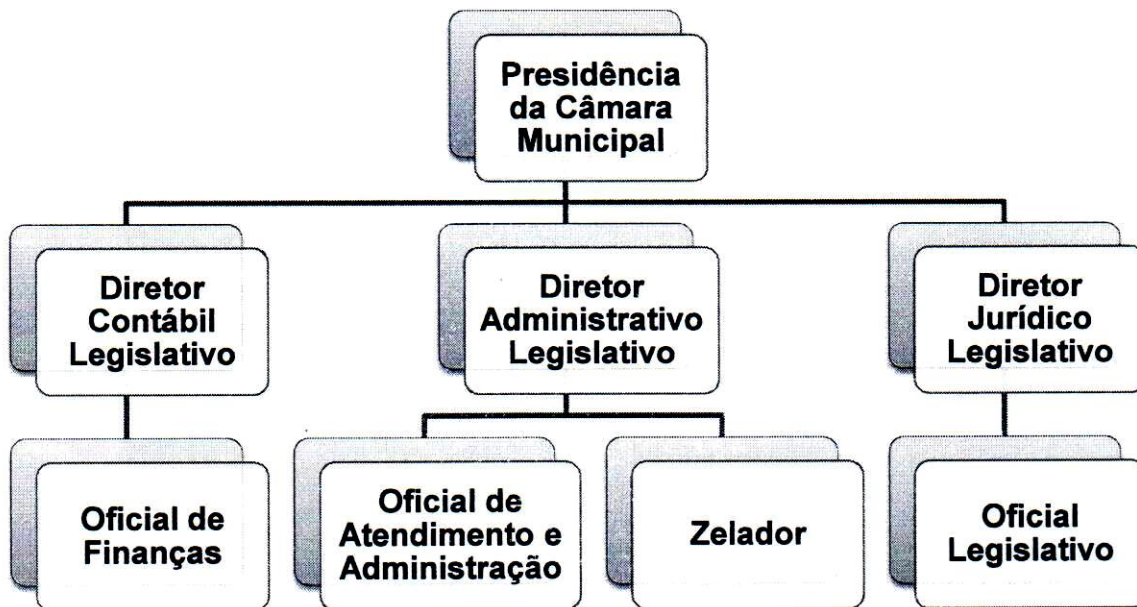 Presidência
da Câmara
Municipal
Diretor
Contábil
Legislativo
Diretor
Administrativo
Legislativo
Diretor
Jurídico
Legislativo
Oficial de
Finanças
Oficial de
Atendimento e
Administração
Zelador
Oficial
Legislativo